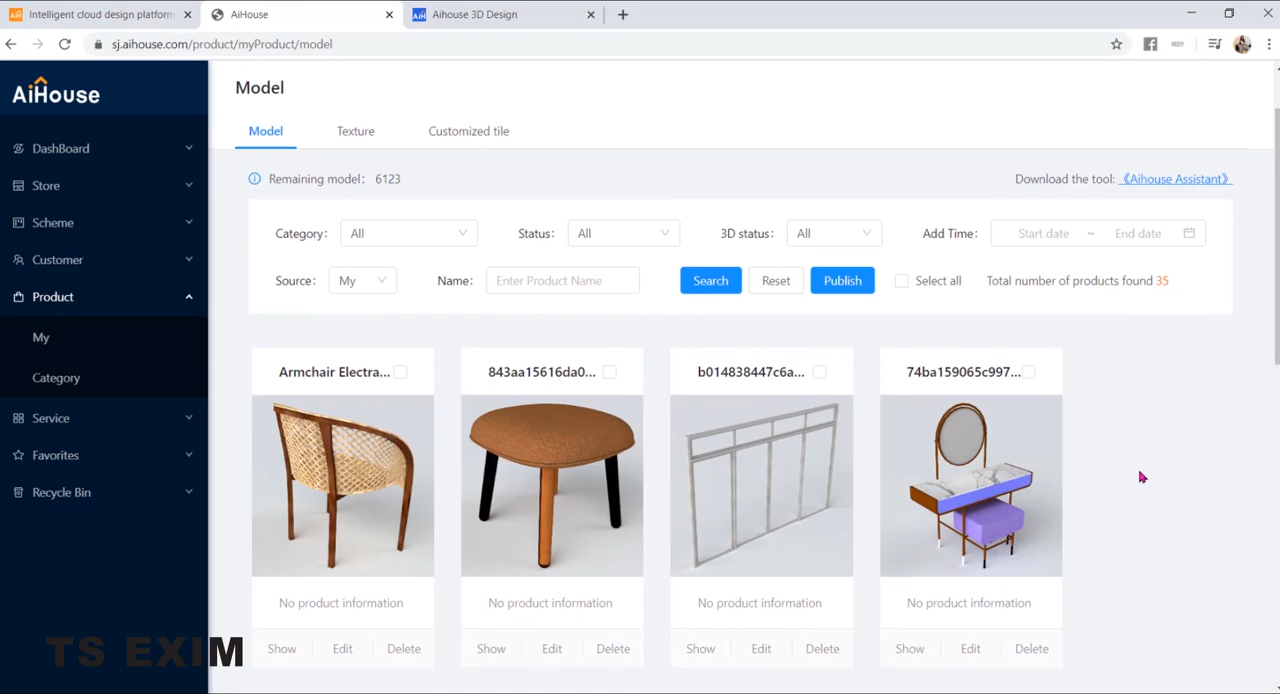 Intelligent cloud design platform
AiHouse
Aihouse 3D Design
sj.aihouse.com/product/myProduct/model
AiHouse
DashBoard
Store
Scheme
Customer
Product
My
Category
Service
Favorites
Recycle Bin
Model
Model Texture Customized tile
Remaining model: 6123
Download the tool: 《Aihouse Assistant》
Category: All Status: All 3D status: All Add Time: Start date ~ End date
Source: My Name: Enter Product Name Search Reset Publish Select all Total number of products found 35
Armchair Electra... 843aa15616da0... b014838447c6a... 74ba159065c997...
No product information No product information No product information No product information
Show Edit Delete Show Edit Delete Show Edit Delete Show Edit Delete
TS EXIM